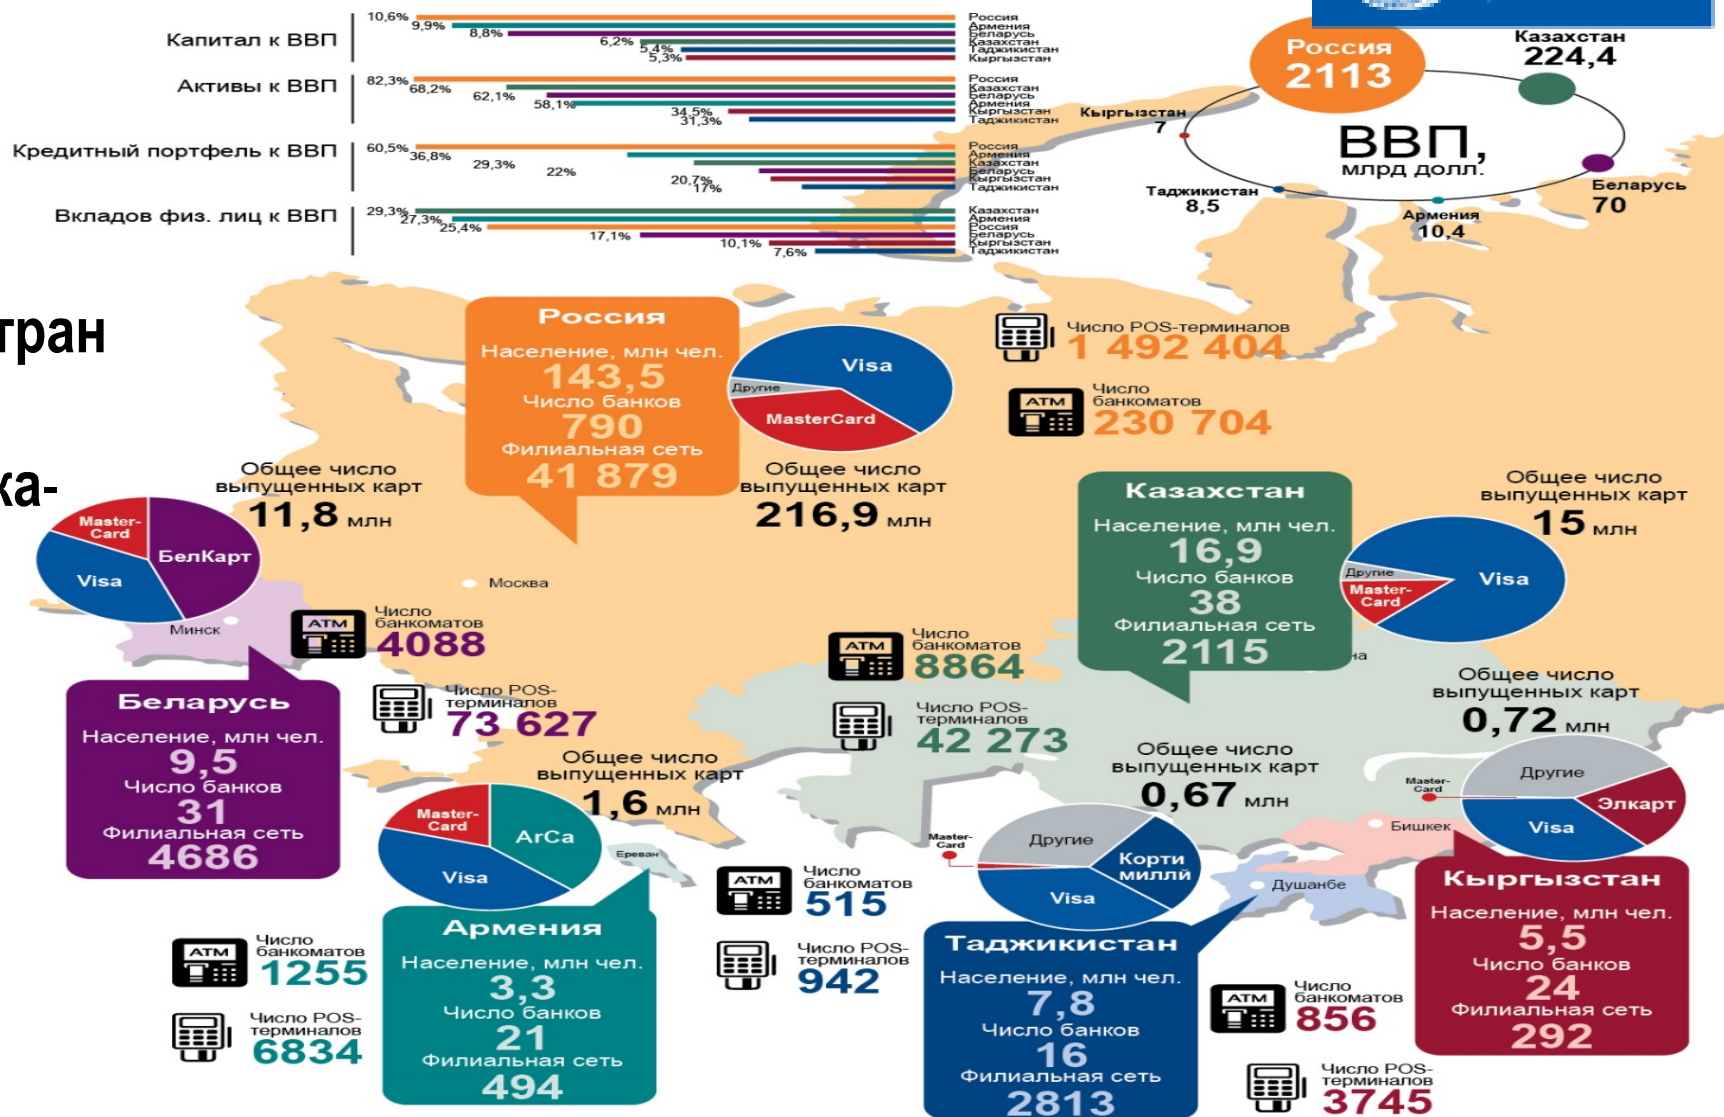 Капитал к ВВП
10,6%
9,9%
8,8%
6,2%
5,4%
5,3%
Россия
Армения
Беларусь
Казахстан
Таджикистан
Кыргызстан
Активы к ВВП
82,3%
68,2%
62,1%
58,1%
34,5%
31,3%
Россия
Казахстан
Беларусь
Армения
Кыргызстан
Таджикистан
Кредитный портфель к ВВП
60,5%
36,8%
29,3%
22%
20,7%
17%
Россия
Армения
Казахстан
Беларусь
Кыргызстан
Таджикистан
Вкладов физ. лиц к ВВП
29,3%
27,3%
25,4%
17,1%
10,1%
7,6%
Казахстан
Армения
Россия
Беларусь
Кыргызстан
Таджикистан
Россия
2113
Казахстан
224,4
Кыргызстан
7
ВВП,
млрд долл.
Таджикистан
8,5
Армения
10,4
Беларусь
70
тран
ка-
Россия
Население, млн чел.
143,5
Число банков
790
Филиальная сеть
41 879
Visa
Другие
MasterCard
Общее число
выпущенных карт
216,9 млн
Число POS-терминалов
1 492 404
ATM
Число
банкоматов
230 704
Общее число
выпущенных карт
11,8 млн
Master-
Card
БелКарт
Visa
Москва
Минск
ATM
Число
банкоматов
4088
Число POS-
терминалов
73 627
Беларусь
Население, млн чел.
9,5
Число банков
31
Филиальная сеть
4686
Казахстан
Население, млн чел.
16,9
Число банков
38
Филиальная сеть
2115
Общее число
выпущенных карт
15 млн
Visa
Другие
Master-
Card
на
ATM
Число
банкоматов
8864
Число POS-
терминалов
42 273
Общее число
выпущенных карт
1,6 млн
Master-
Card
ArCa
Visa
Ереван
Армения
Население, млн чел.
3,3
Число банков
21
Филиальная сеть
494
ATM
Число
банкоматов
1255
Число POS-
терминалов
6834
Общее число
выпущенных карт
0,67 млн
Master-
Card
Другие
Корти
миллй
Visa
Душанбе
ATM
Число
банкоматов
515
Число POS-
терминалов
942
Таджикистан
Население, млн чел.
7,8
Число банков
16
Филиальная сеть
2813
Общее число
выпущенных карт
0,72 млн
Master-
Card
Другие
Элкарт
Visa
Бишкек
Кыргызстан
Население, млн чел.
5,5
Число банков
24
Филиальная сеть
292
ATM
Число
банкоматов
856
Число POS-
терминалов
3745